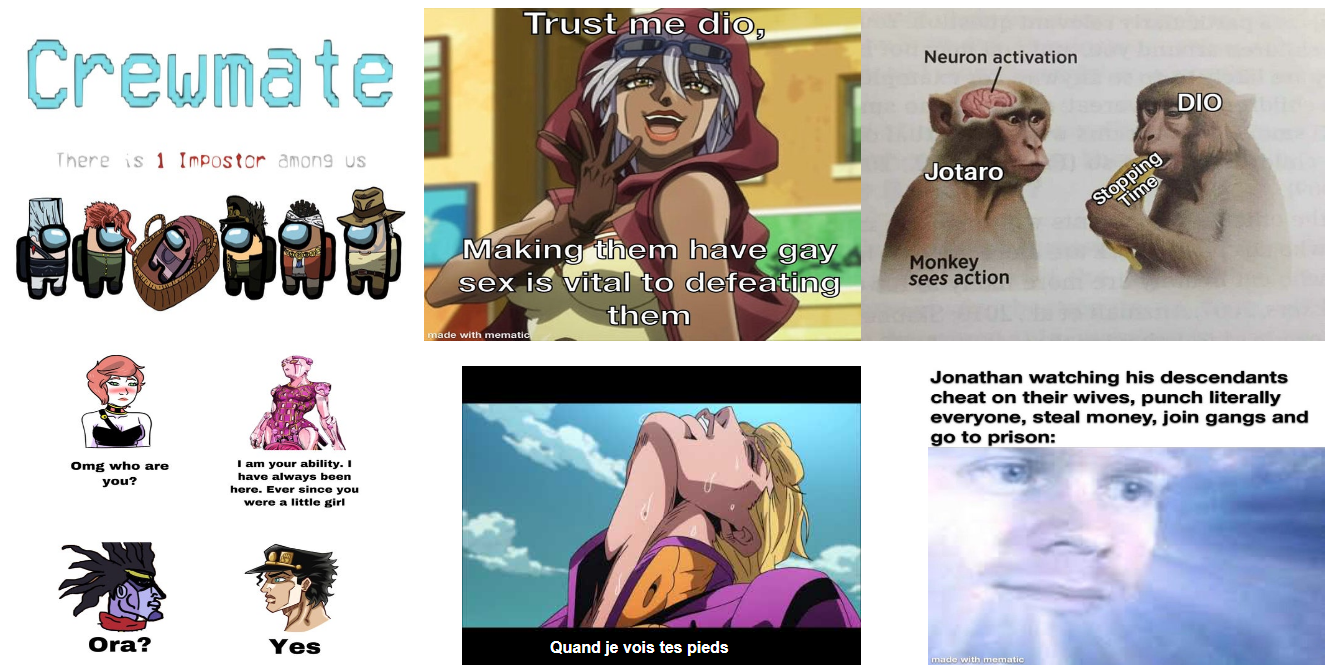 Crewmate
There is 1 Impostor among us
Trust me dio,
Making them have gay
sex is vital to defeating
them
made with mematic
Neuron activation
DIO
Jotaro
Stopping
Time
Monkey
sees action
Omg who are
you?
I am your ability. I
have always been
here. Ever since you
were a little girl
Ora?
Yes
Quand je vois tes pieds
Jonathan watching his descendants
cheat on their wives, punch literally
everyone, steal money, join gangs and
go to prison:
made with mematic